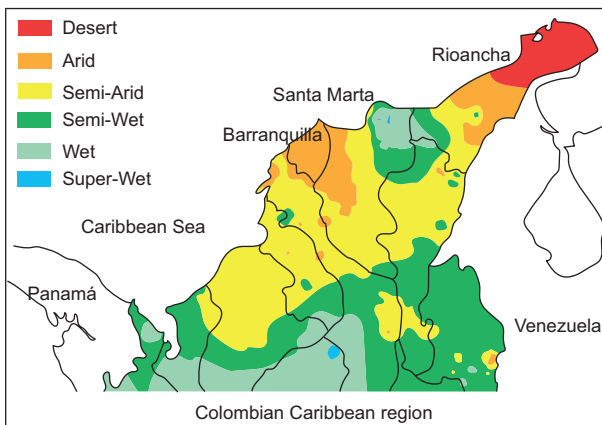 Desert
Arid
Semi-Arid
Semi-Wet
Wet
Super-Wet
Rioancha
Santa Marta
Barranquilla
Caribbean Sea
Panamá
Venezuela
Colombian Caribbean region